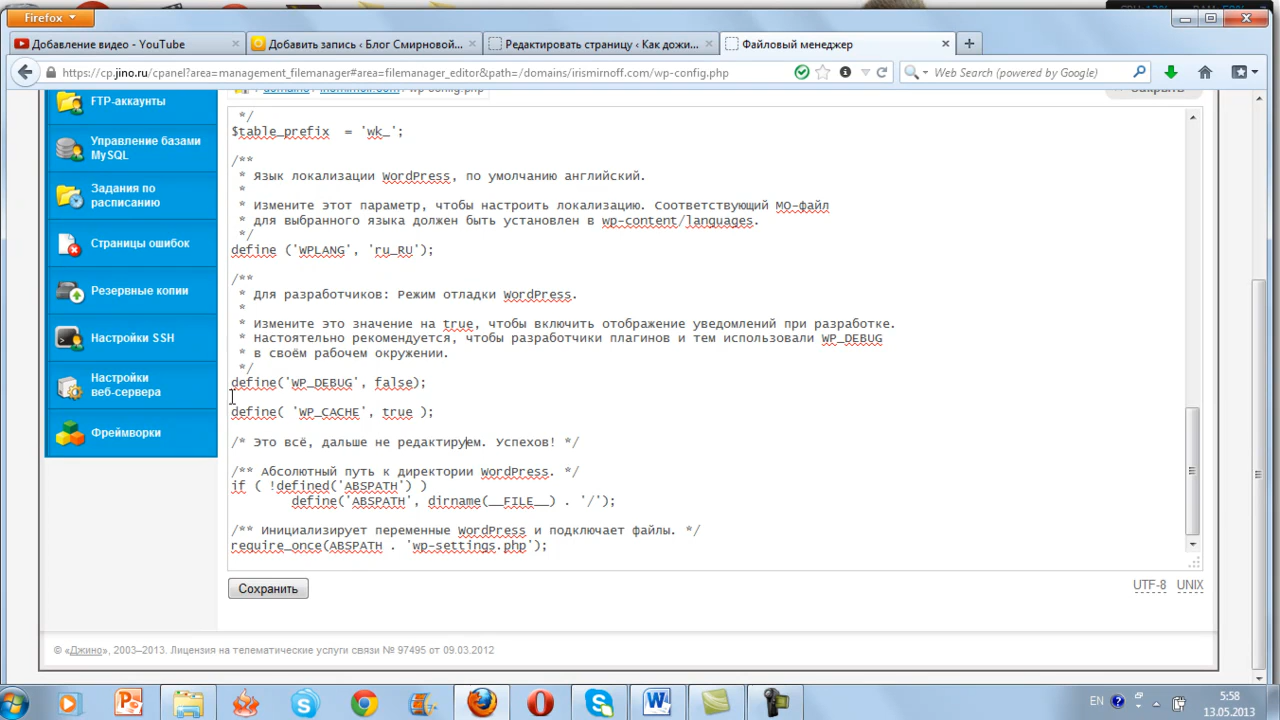 Firefox
Добавление видео - YouTube
Добавить запись ‹ Блог Смирновой...
Редактировать страницу ‹ Как дожи...
Файловый менеджер
https://cp.jino.ru/cpanel?area=management_filemanager#area=filemanager_editor&path=/domains/irismirnoff.com/wp-config.php
Web Search (powered by Google)
FTP-аккаунты
Управление базами
MySQL
Задания по
расписанию
Страницы ошибок
Резервные копии
Настройки SSH
Настройки
веб-сервера
Фреймворки
*/
$table_prefix  = 'wk_';
/**
* Язык локализации WordPress, по умолчанию английский.
*
* Измените этот параметр, чтобы настроить локализацию. Соответствующий MO-файл
* для выбранного языка должен быть установлен в wp-content/languages.
*/
define ('WPLANG', 'ru_RU');
/**
* Для разработчиков: Режим отладки WordPress.
*
* Измените это значение на true, чтобы включить отображение уведомлений при разработке.
* Настоятельно рекомендуется, чтобы разработчики плагинов и тем использовали WP_DEBUG
* в своём рабочем окружении.
*/
define('WP_DEBUG', false);
define( 'WP_CACHE', true );
/* Это всё, дальше не редактируем. Успехов! */
/** Абсолютный путь к директории WordPress. */
if ( !defined('ABSPATH') )
define('ABSPATH', dirname(__FILE__) . '/');
/** Инициализирует переменные WordPress и подключает файлы. */
require_once(ABSPATH . 'wp-settings.php');
Сохранить
UTF-8 UNIX
© «Джино», 2003–2013. Лицензия на телематические услуги связи № 97495 от 09.03.2012
EN
5:58
13.05.2013